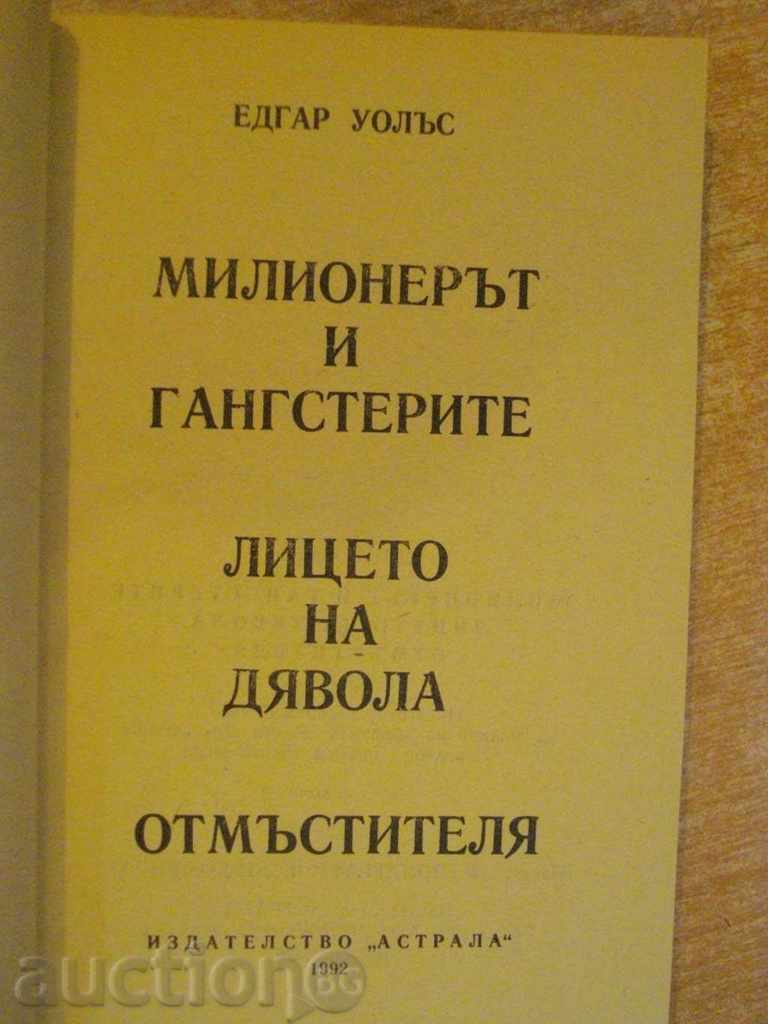 ЕДГАР УОЛЪС
МИЛИОНЕРЪТ
И
ГАНГСТЕРИТЕ
ЛИЦЕТО
НА
ДЯВОЛА
ОТМЪСТИТЕЛЯ
ИЗДАТЕЛСТВО „АСТРАЛА“
1992
auction BG